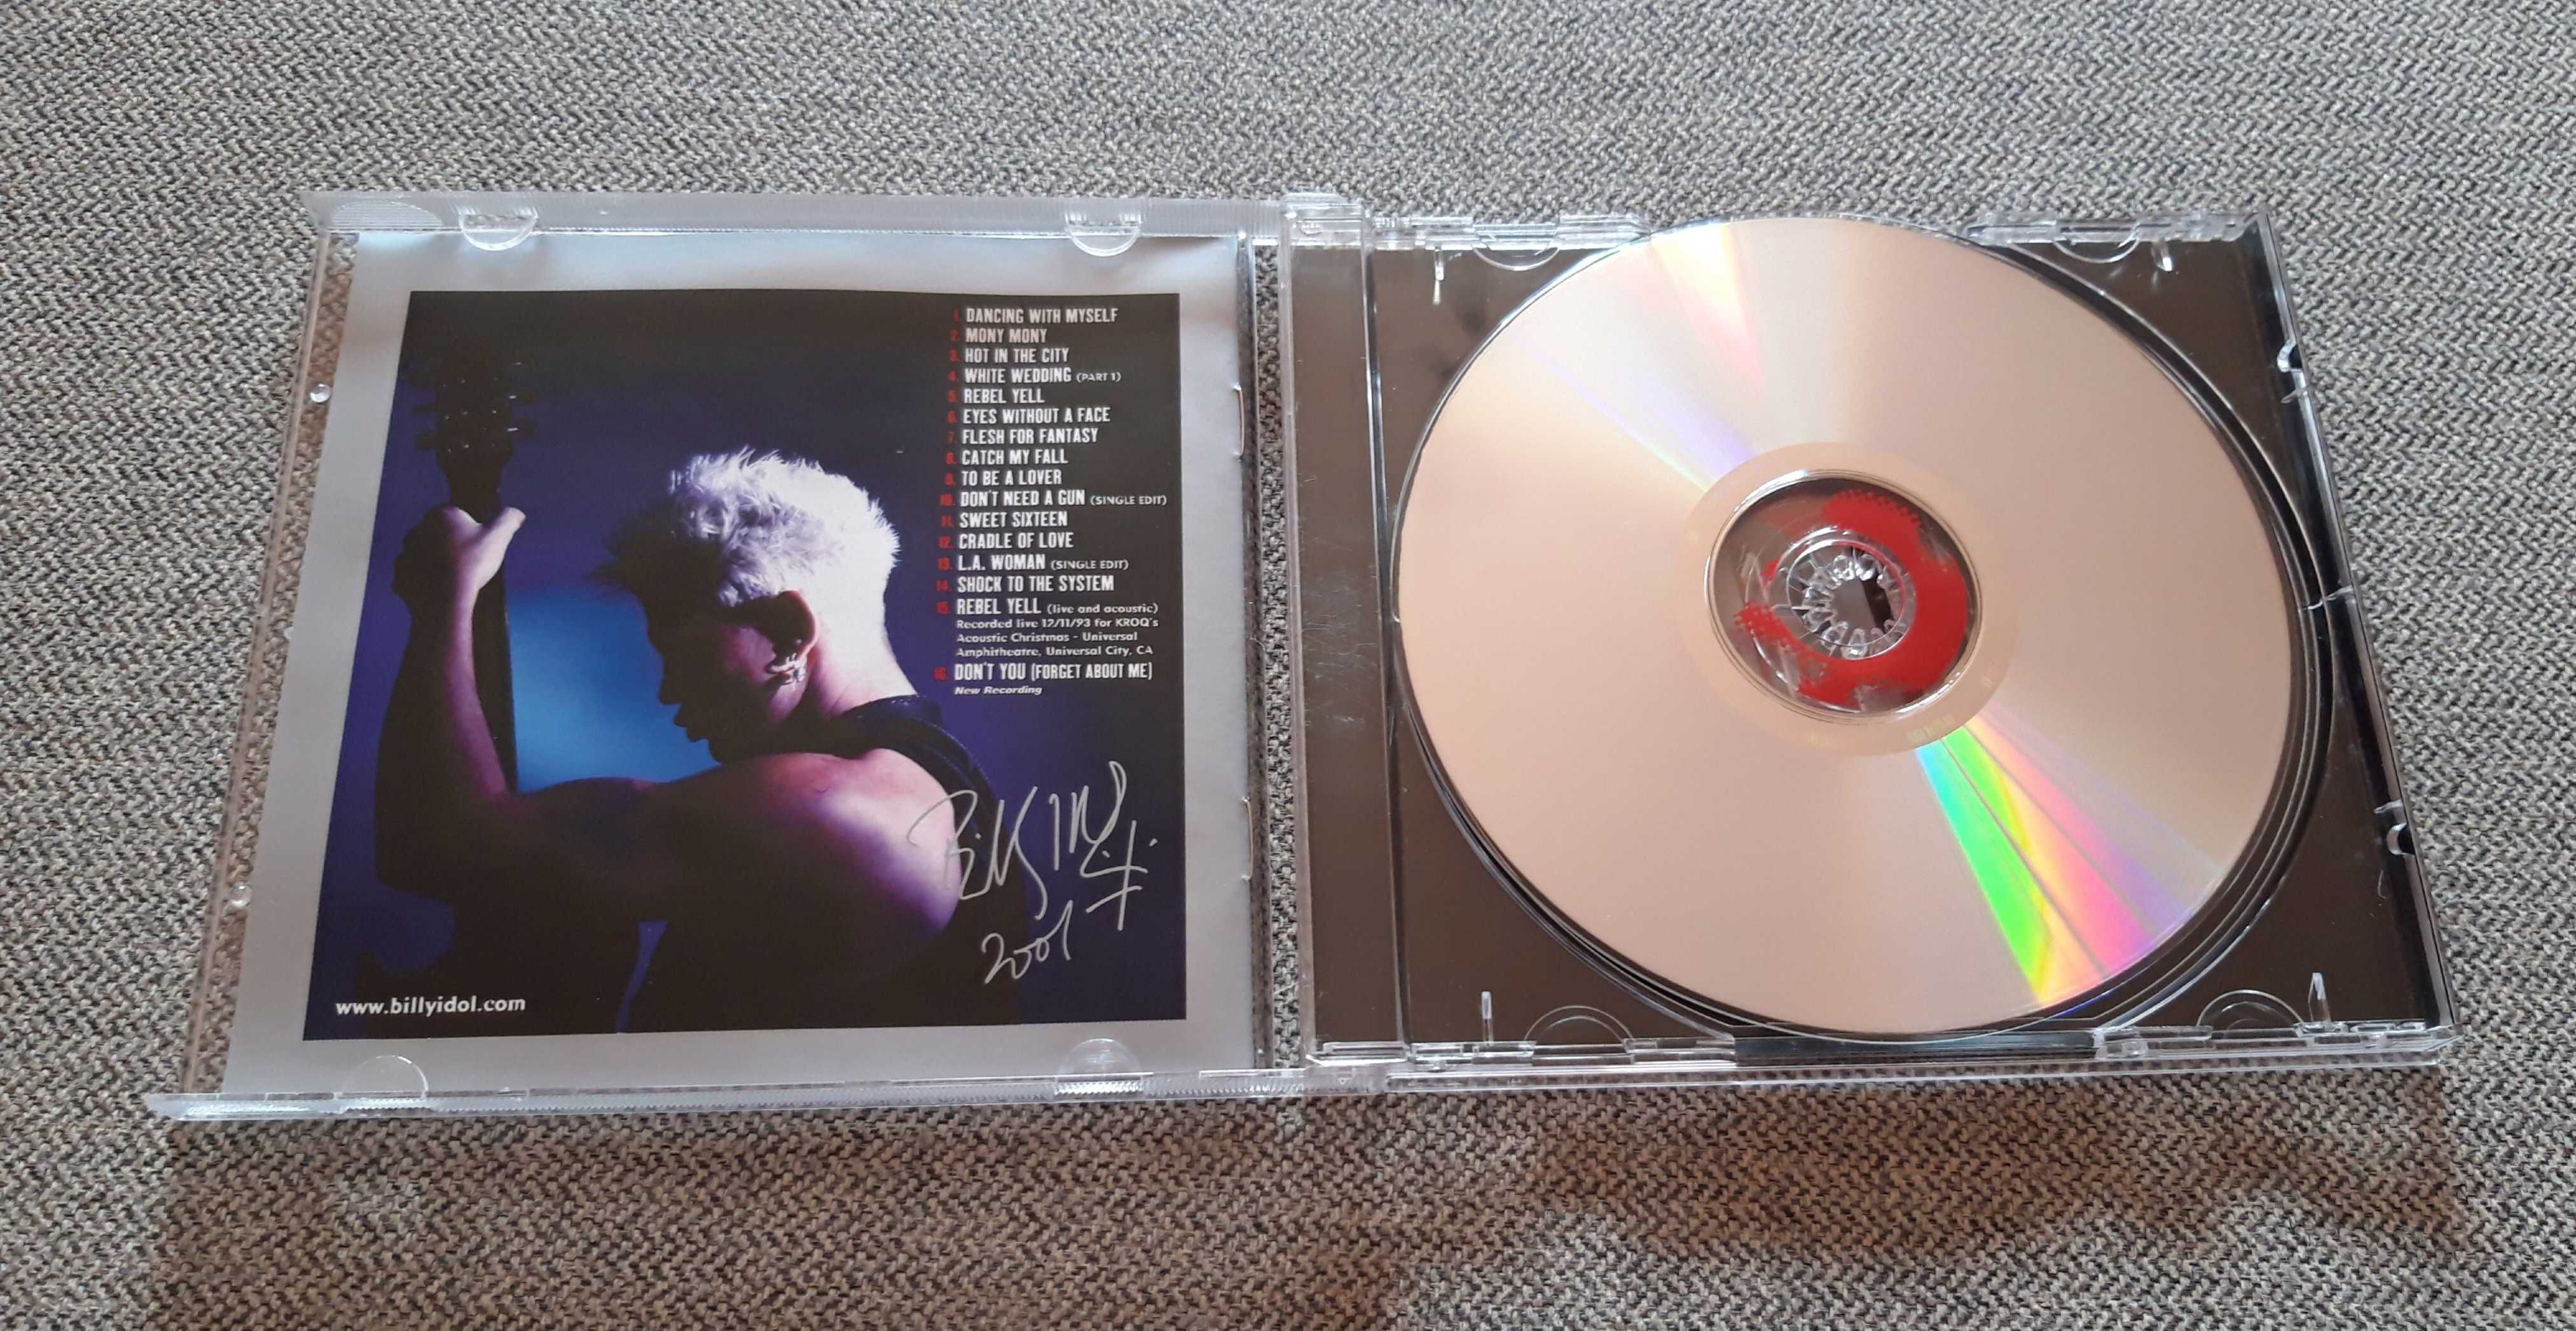 1. DANCING WITH MYSELF
2. MONY MONY
3. HOT IN THE CITY
4. WHITE WEDDING (PART 1)
5. REBEL YELL
6. EYES WITHOUT A FACE
7. FLESH FOR FANTASY
8. CATCH MY FALL
9. TO BE A LOVER
10. DON'T NEED A GUN (SINGLE EDIT)
11. SWEET SIXTEEN
12. CRADLE OF LOVE
13. L.A. WOMAN (SINGLE EDIT)
14. SHOCK TO THE SYSTEM
15. REBEL YELL (live and acoustic)
Recorded live 12/11/93 for KROQ's
Acoustic Christmas - Universal
Amphitheatre, Universal City, CA
16. DON'T YOU (FORGET ABOUT ME)
New Recording
Billy Idol
2001
www.billyidol.com